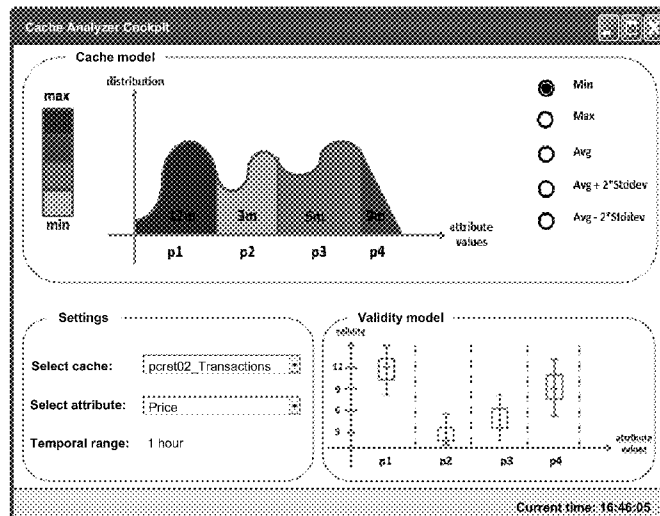 Cache Analyzer Cockpit
Cache model
distribution
max
min
12m
3m
6m
9m
attribute
values
p1
p2
p3
p4
Min
Max
Avg
Avg + 2*Stddev
Avg - 2*Stddev
Settings
Select cache: pcret02_Transactions
Select attribute: Price
Temporal range: 1 hour
Validity model
validity
12
9
6
3
p1
p2
p3
p4
attribute
values
Current time: 16:46:05